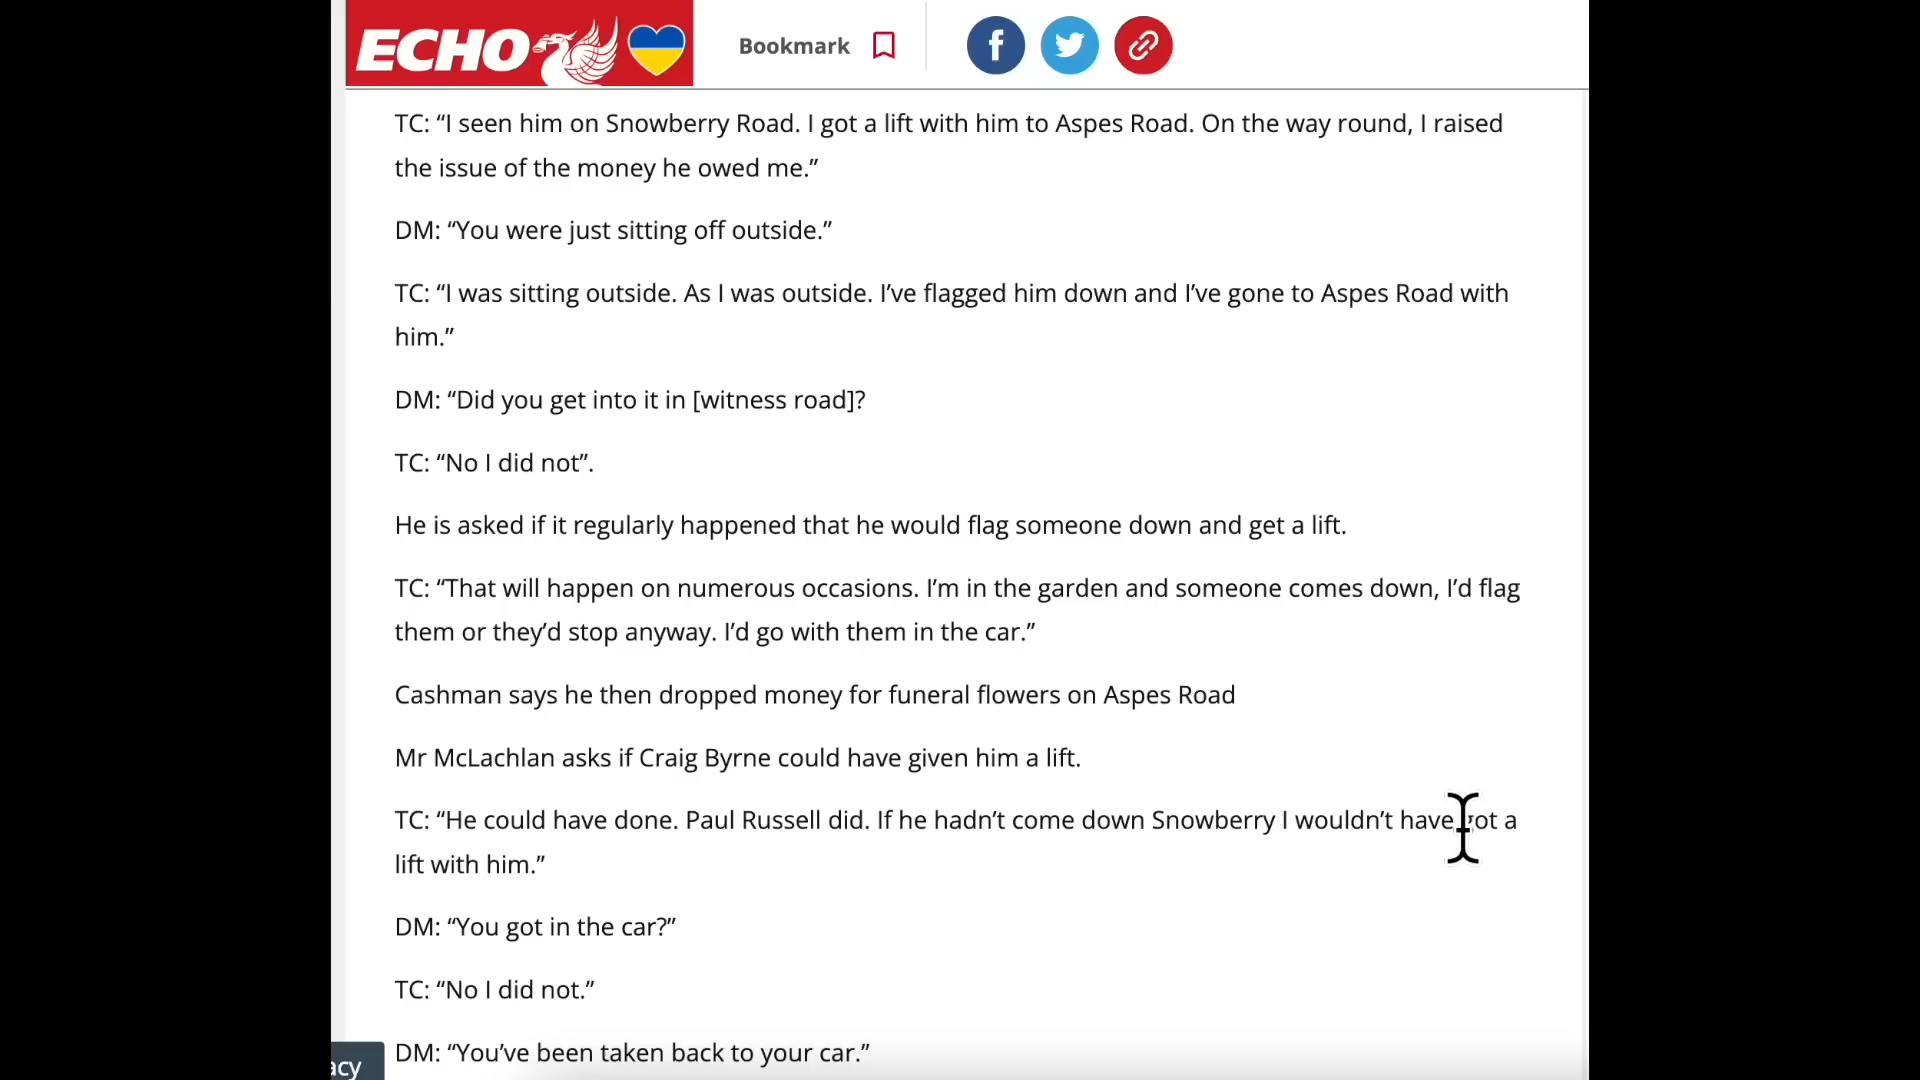 ECHO
Bookmark
TC: “I seen him on Snowberry Road. I got a lift with him to Aspes Road. On the way round, I raised
the issue of the money he owed me.”
DM: “You were just sitting off outside.”
TC: “I was sitting outside. As I was outside. I’ve flagged him down and I’ve gone to Aspes Road with
him.”
DM: “Did you get into it in [witness road]?
TC: “No I did not”.
He is asked if it regularly happened that he would flag someone down and get a lift.
TC: “That will happen on numerous occasions. I’m in the garden and someone comes down, I’d flag
them or they’d stop anyway. I’d go with them in the car.”
Cashman says he then dropped money for funeral flowers on Aspes Road
Mr McLachlan asks if Craig Byrne could have given him a lift.
TC: “He could have done. Paul Russell did. If he hadn’t come down Snowberry I wouldn’t have got a
lift with him.”
DM: “You got in the car?”
TC: “No I did not.”
DM: “You’ve been taken back to your car.”
acy